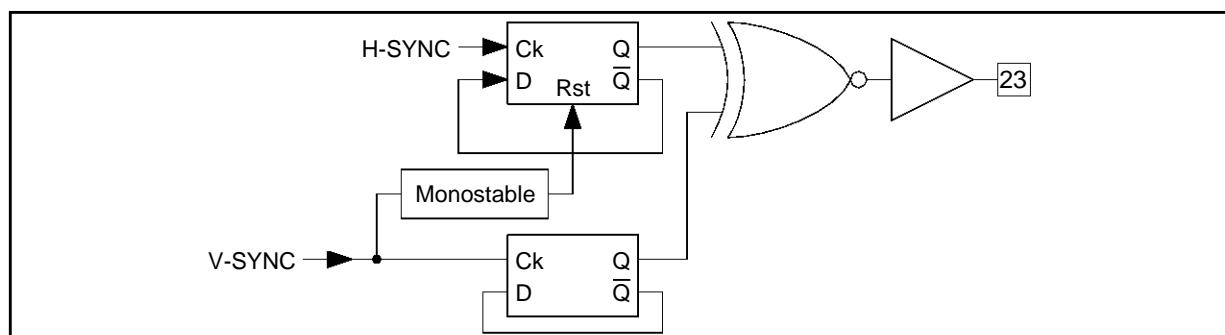 H-SYNC
Ck Q
D Q̅
Rst
23
Monostable
V-SYNC
Ck Q
D Q̅